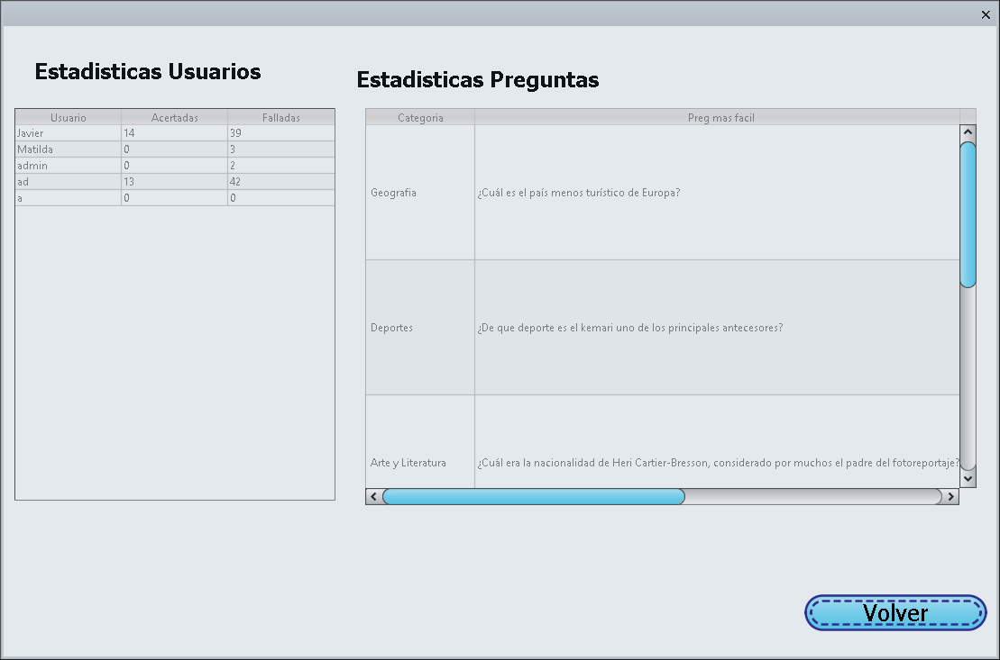 Estadisticas Usuarios
Estadisticas Preguntas
Usuario Acertadas Falladas
Javier 14 39
Matilda 0 3
admin 0 2
ad 13 42
a 0 0
Categoria Preg mas facil
Geografia ¿Cuál es el país menos turístico de Europa?
Deportes ¿De que deporte es el kemari uno de los principales antecesores?
Arte y Literatura ¿Cuál era la nacionalidad de Heri Cartier-Bresson, considerado por muchos el padre del fotoreportaje?
Volver